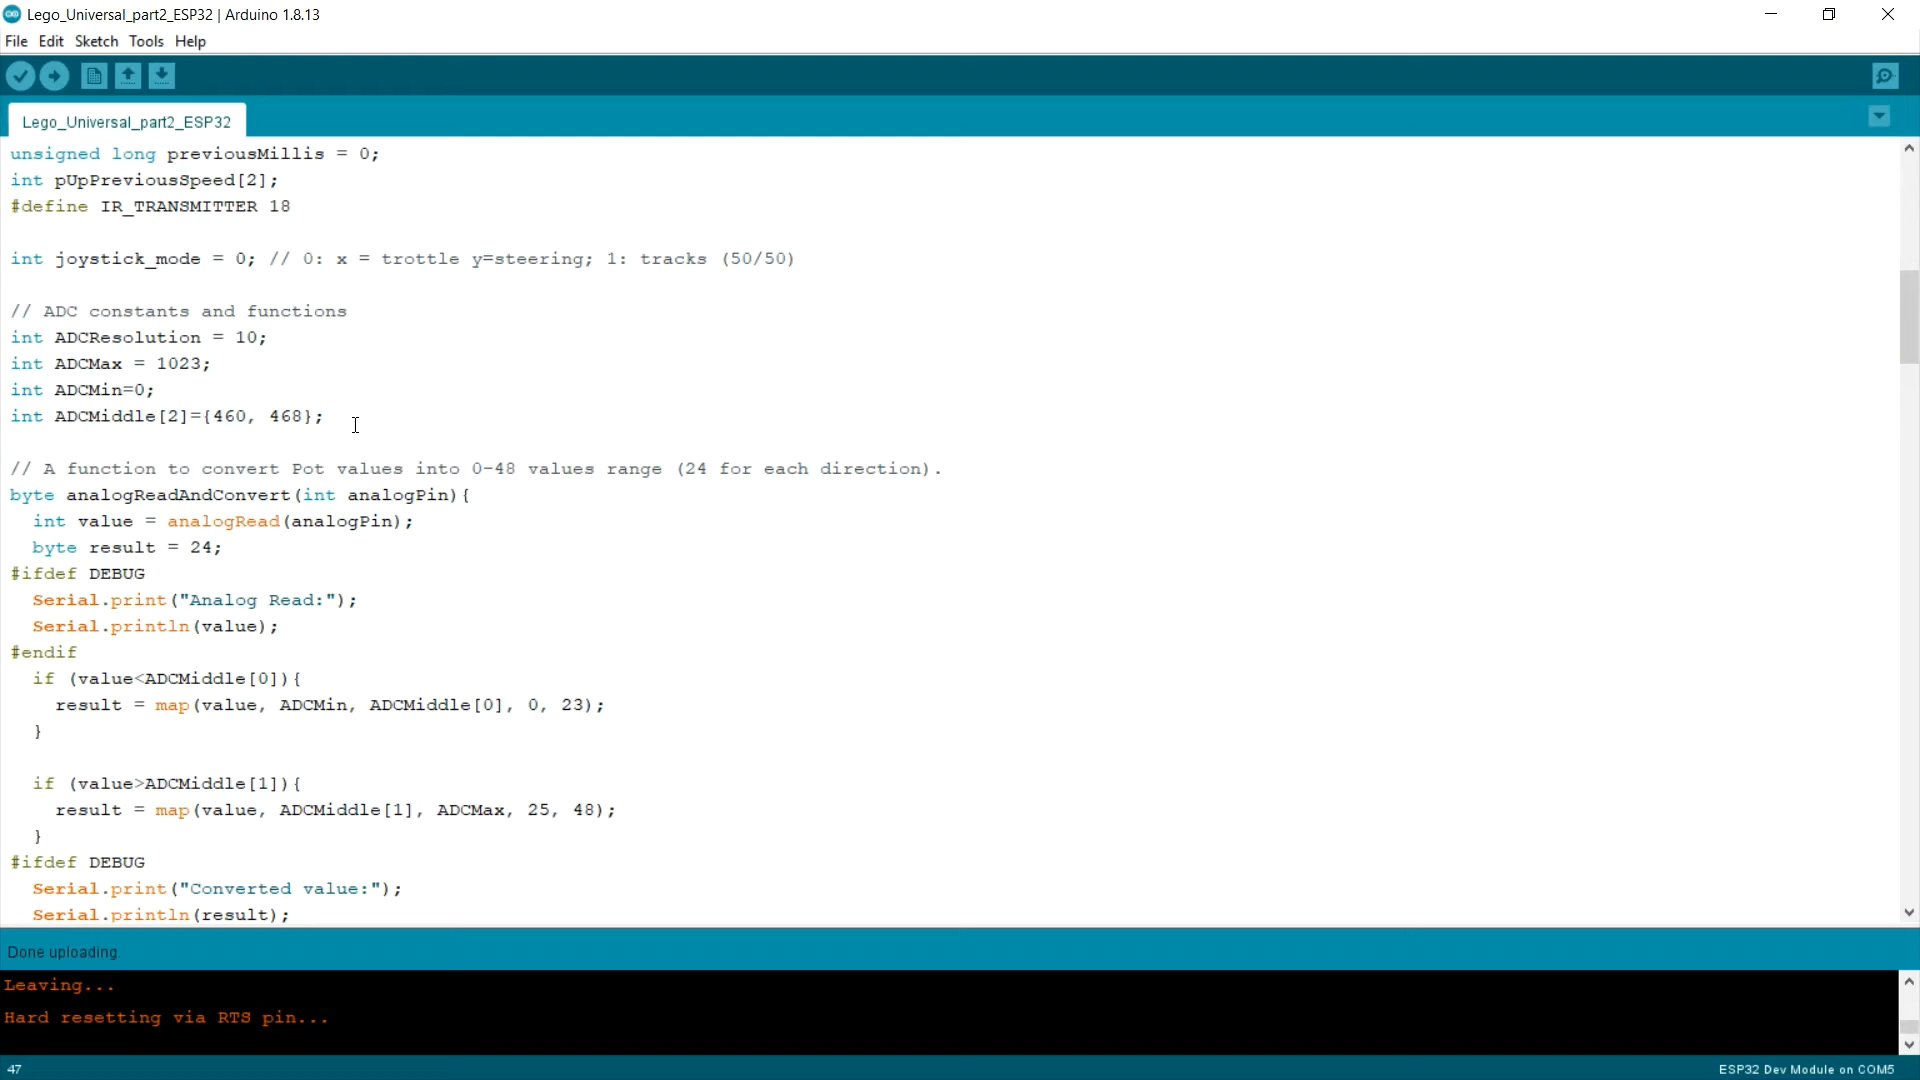 Lego_Universal_part2_ESP32 | Arduino 1.8.13
File Edit Sketch Tools Help
Lego_Universal_part2_ESP32
unsigned long previousMillis = 0;
int pUpPreviousSpeed[2];
#define IR_TRANSMITTER 18
int joystick_mode = 0; // 0: x = trottle y=steering; 1: tracks (50/50)
// ADC constants and functions
int ADCResolution = 10;
int ADCMax = 1023;
int ADCMin=0;
int ADCMiddle[2]={460, 468};
// A function to convert Pot values into 0-48 values range (24 for each direction).
byte analogReadAndConvert(int analogPin){
  int value = analogRead(analogPin);
  byte result = 24;
#ifdef DEBUG
  Serial.print("Analog Read:");
  Serial.println(value);
#endif
  if (value<ADCMiddle[0]){
    result = map(value, ADCMin, ADCMiddle[0], 0, 23);
  }
  if (value>ADCMiddle[1]){
    result = map(value, ADCMiddle[1], ADCMax, 25, 48);
  }
#ifdef DEBUG
  Serial.print("Converted value:");
  Serial.println(result);
Done uploading.
Leaving...
Hard resetting via RTS pin...
47
ESP32 Dev Module on COM5